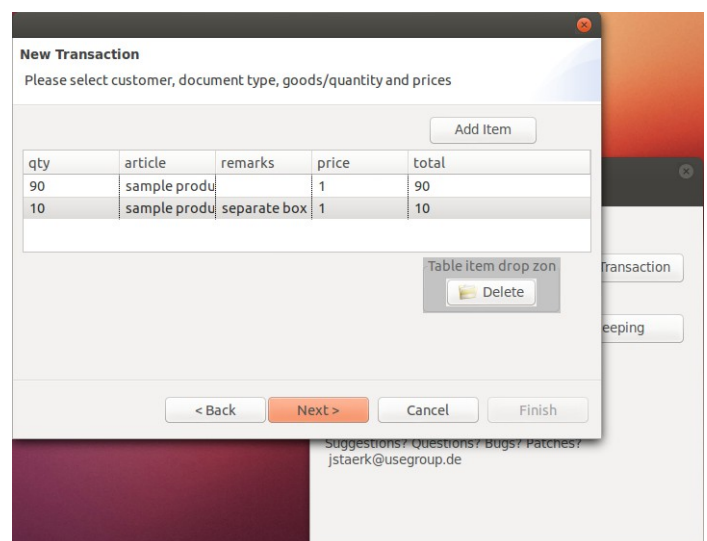 New Transaction
Please select customer, document type, goods/quantity and prices
Add Item
qty article remarks price total
90 sample produ 1 90
10 sample produ separate box 1 10
Table item drop zon
Delete
Transaction
eeping
< Back Next > Cancel Finish
Suggestions? Questions? Bugs? Patches?
jstaerk@usegroup.de